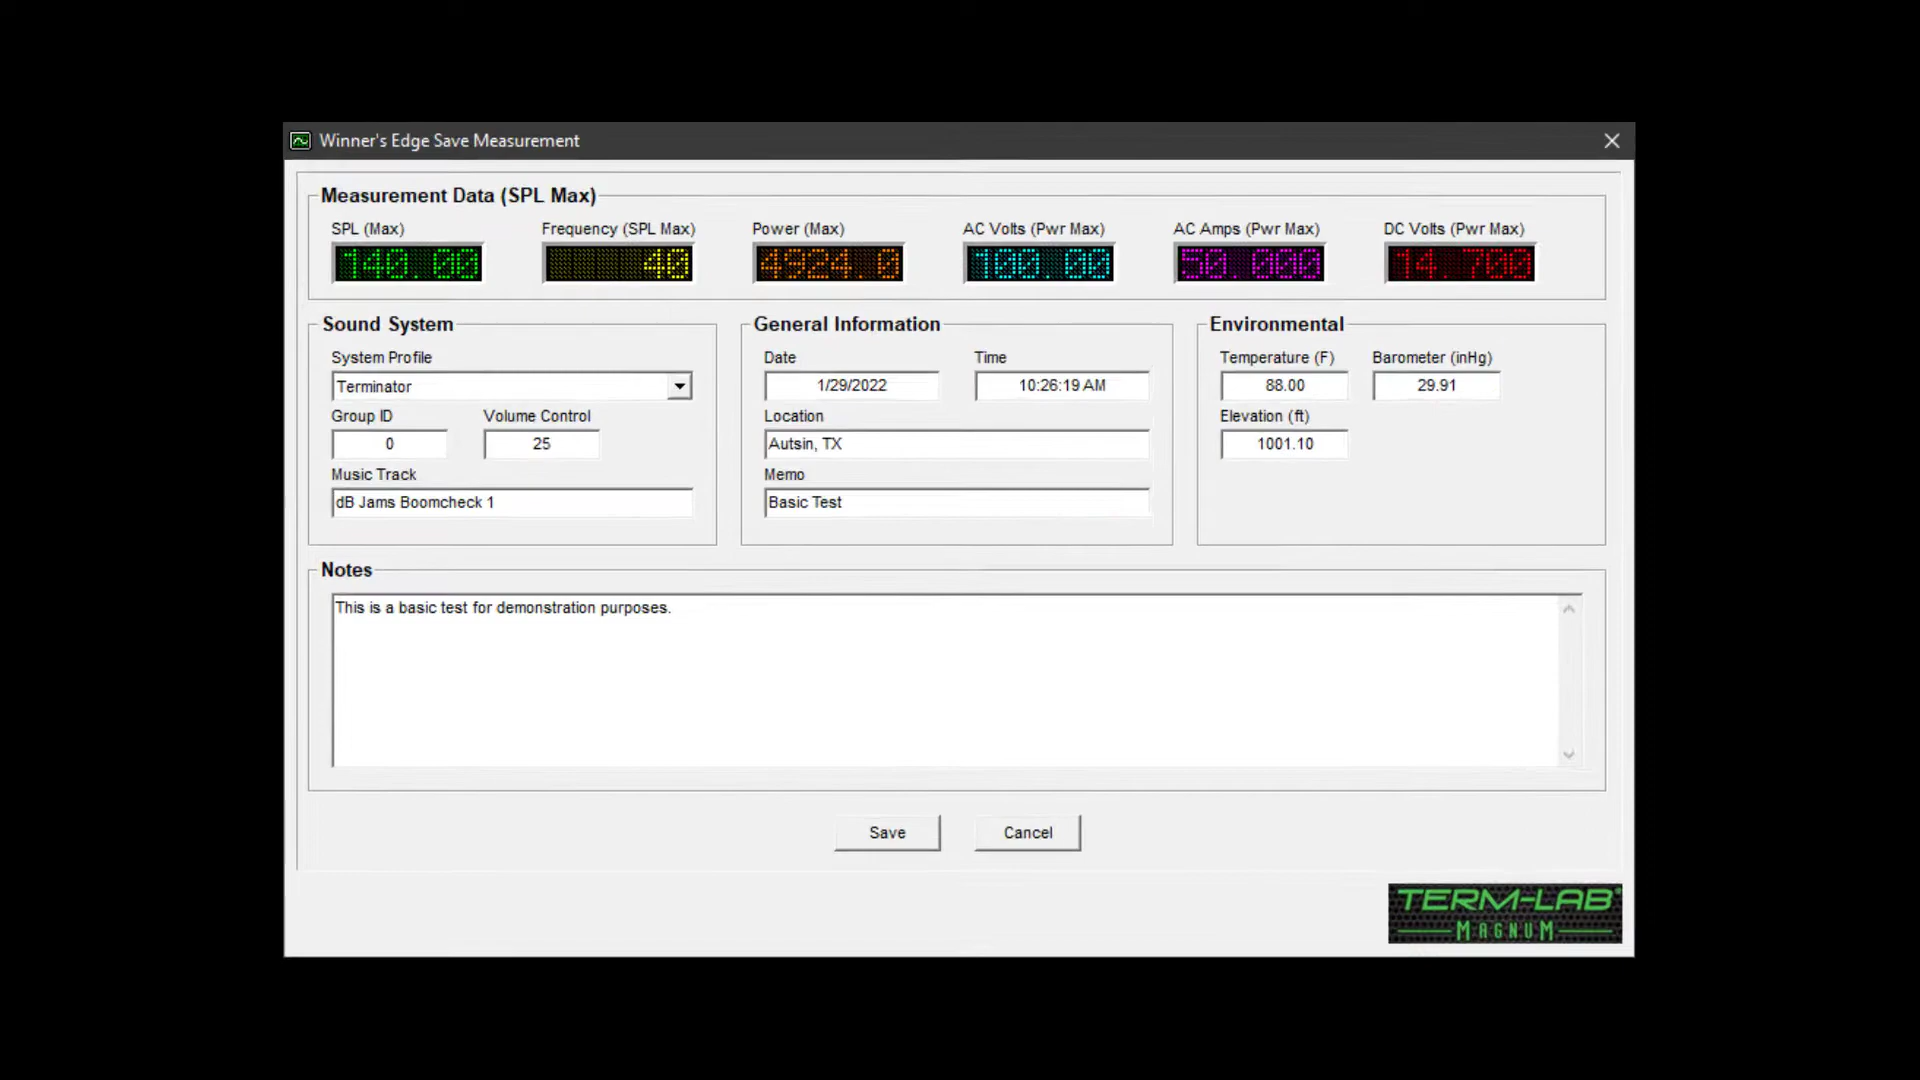 Winner's Edge Save Measurement
Measurement Data (SPL Max)
SPL (Max) Frequency (SPL Max) Power (Max) AC Volts (Pwr Max) AC Amps (Pwr Max) DC Volts (Pwr Max)
140.00 40 4924.0 100.00 50.000 14.700
Sound System
System Profile
Terminator
Group ID Volume Control
0 25
Music Track
dB Jams Boomcheck 1
General Information
Date Time
1/29/2022 10:26:19 AM
Location
Autsin, TX
Memo
Basic Test
Environmental
Temperature (F) Barometer (inHg)
88.00 29.91
Elevation (ft)
1001.10
Notes
This is a basic test for demonstration purposes.
Save Cancel
TERM-LAB®
MAGNUM